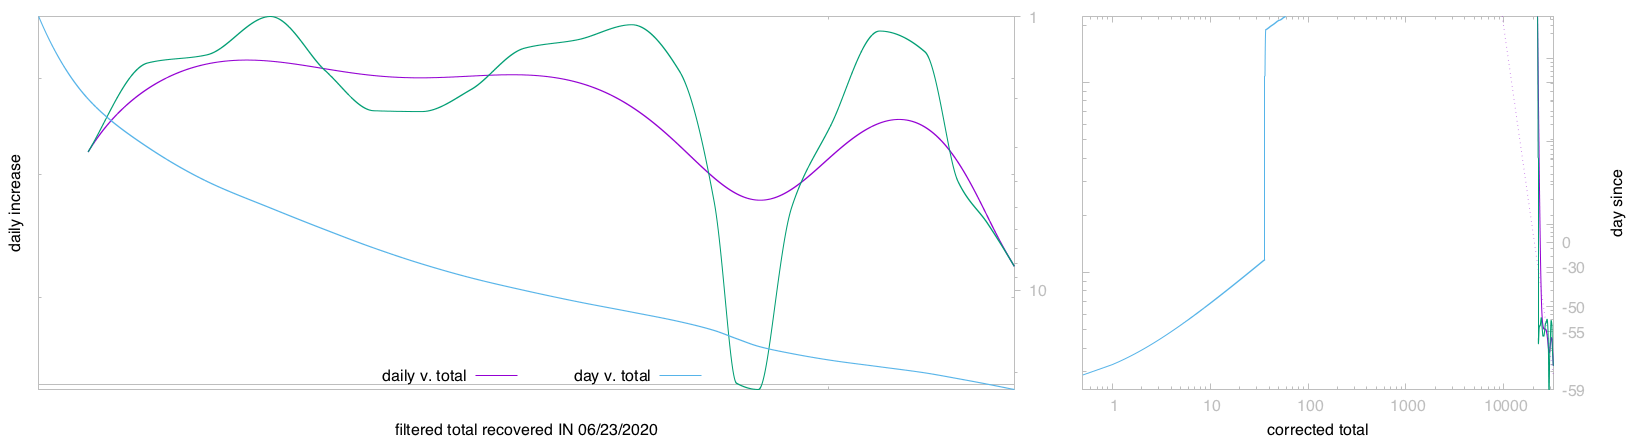 daily increase
1
10
daily v. total
day v. total
filtered total recovered IN 06/23/2020
0
-30
-50
-55
-59
day since
1
10
100
1000
10000
corrected total